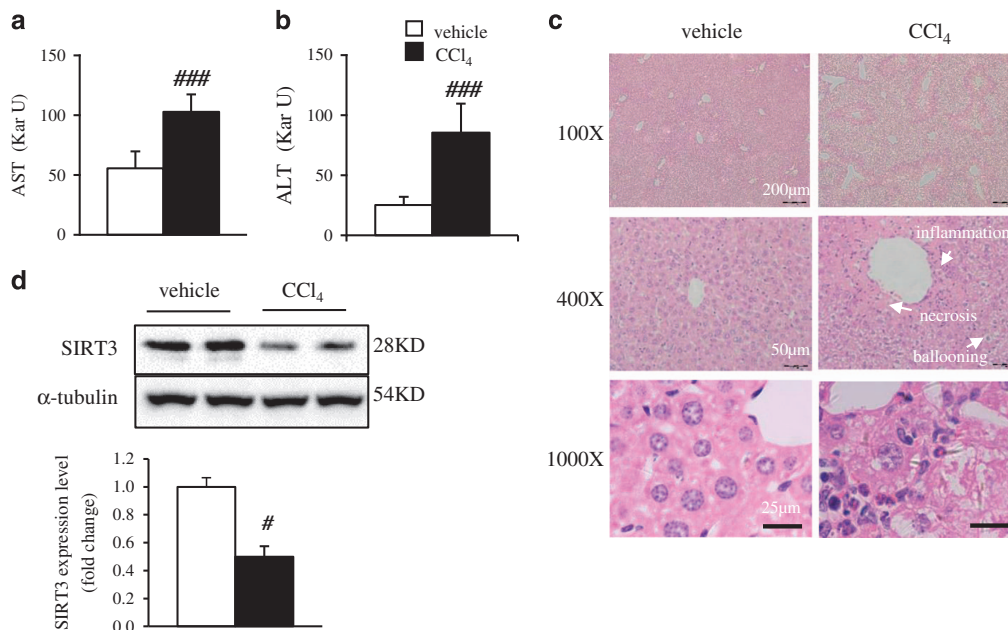 a
150
100
50
0
AST (Kar U)
###
b
150
100
50
0
ALT (Kar U)
###
vehicle
CCl₄
c
vehicle
CCl₄
100X
200µm
400X
50µm
inflammation
necrosis
ballooning
1000X
25µm
d
vehicle
CCl₄
SIRT3
28KD
α-tubulin
54KD
SIRT3 expression level
(fold change)
1.2
1.0
0.8
0.6
0.4
0.2
0.0
#